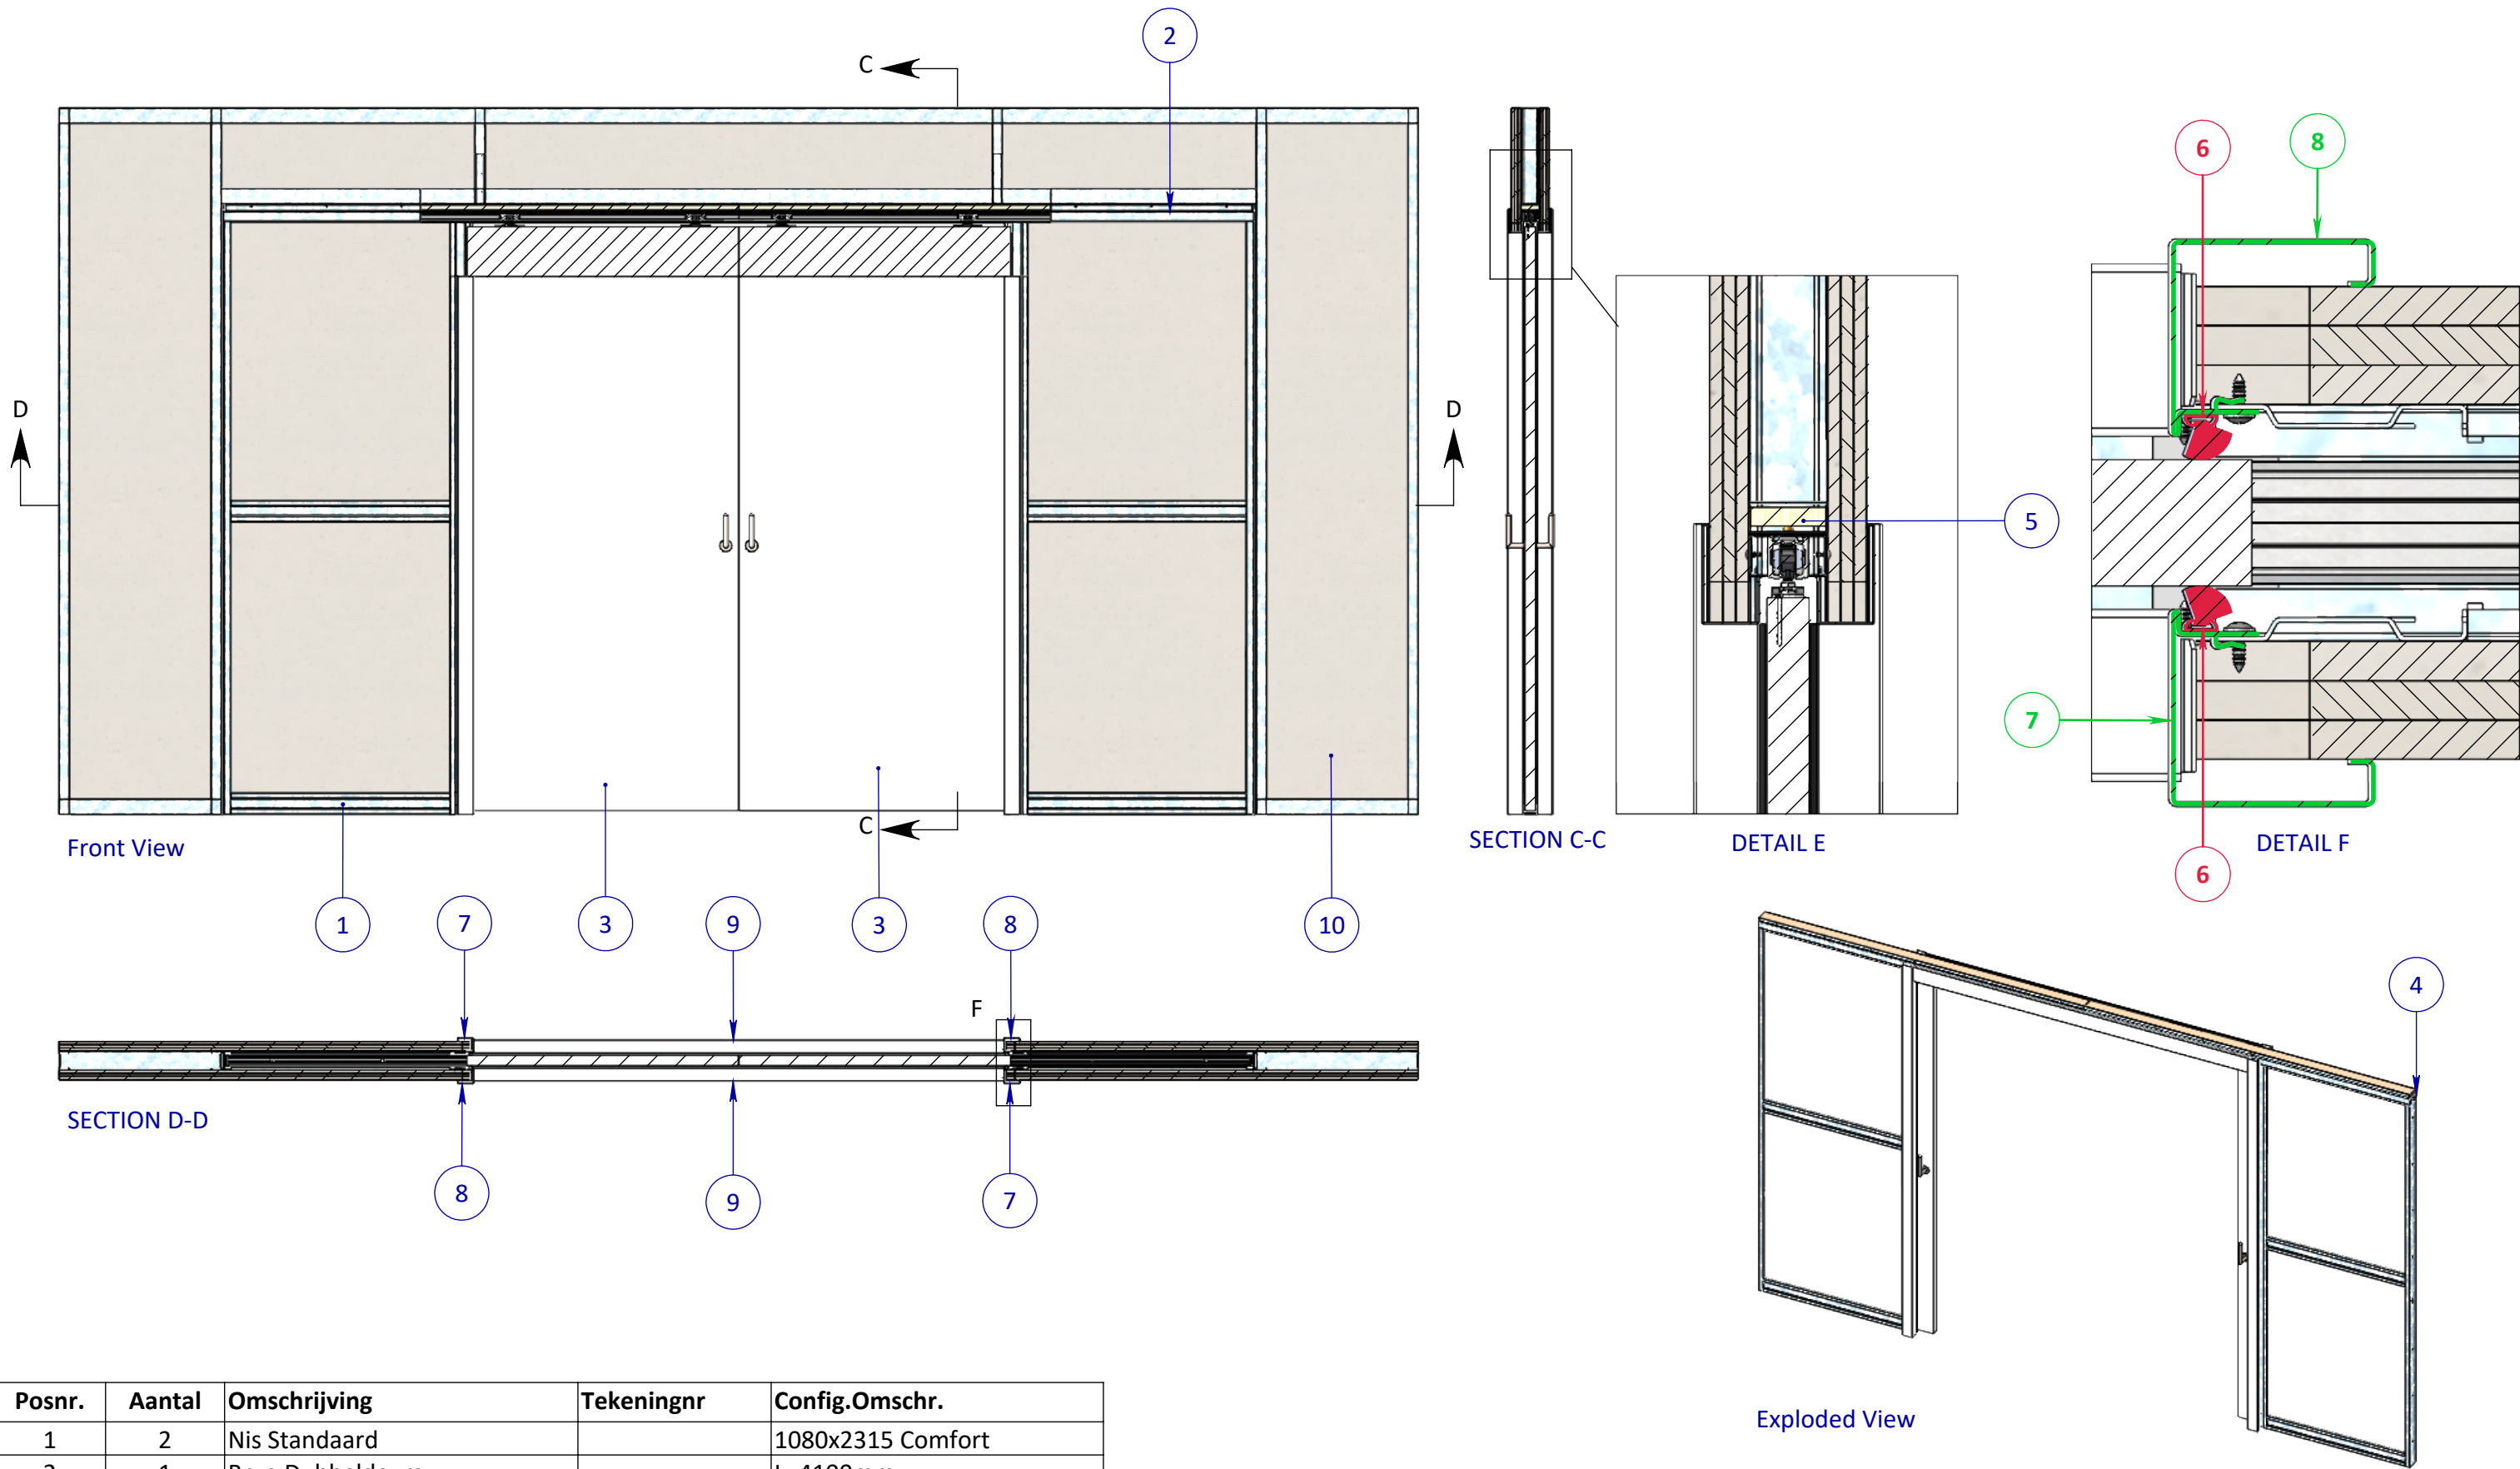 2
C
6
8
D
D
5
7
C
Front View
SECTION C-C
DETAIL E
DETAIL F
6
1
7
3
9
3
8
10
F
4
SECTION D-D
8
9
7
Exploded View
Posnr. Aantal Omschrijving Tekeningnr Config.Omschr.
1 2 Nis Standaard 1080x2315 Comfort